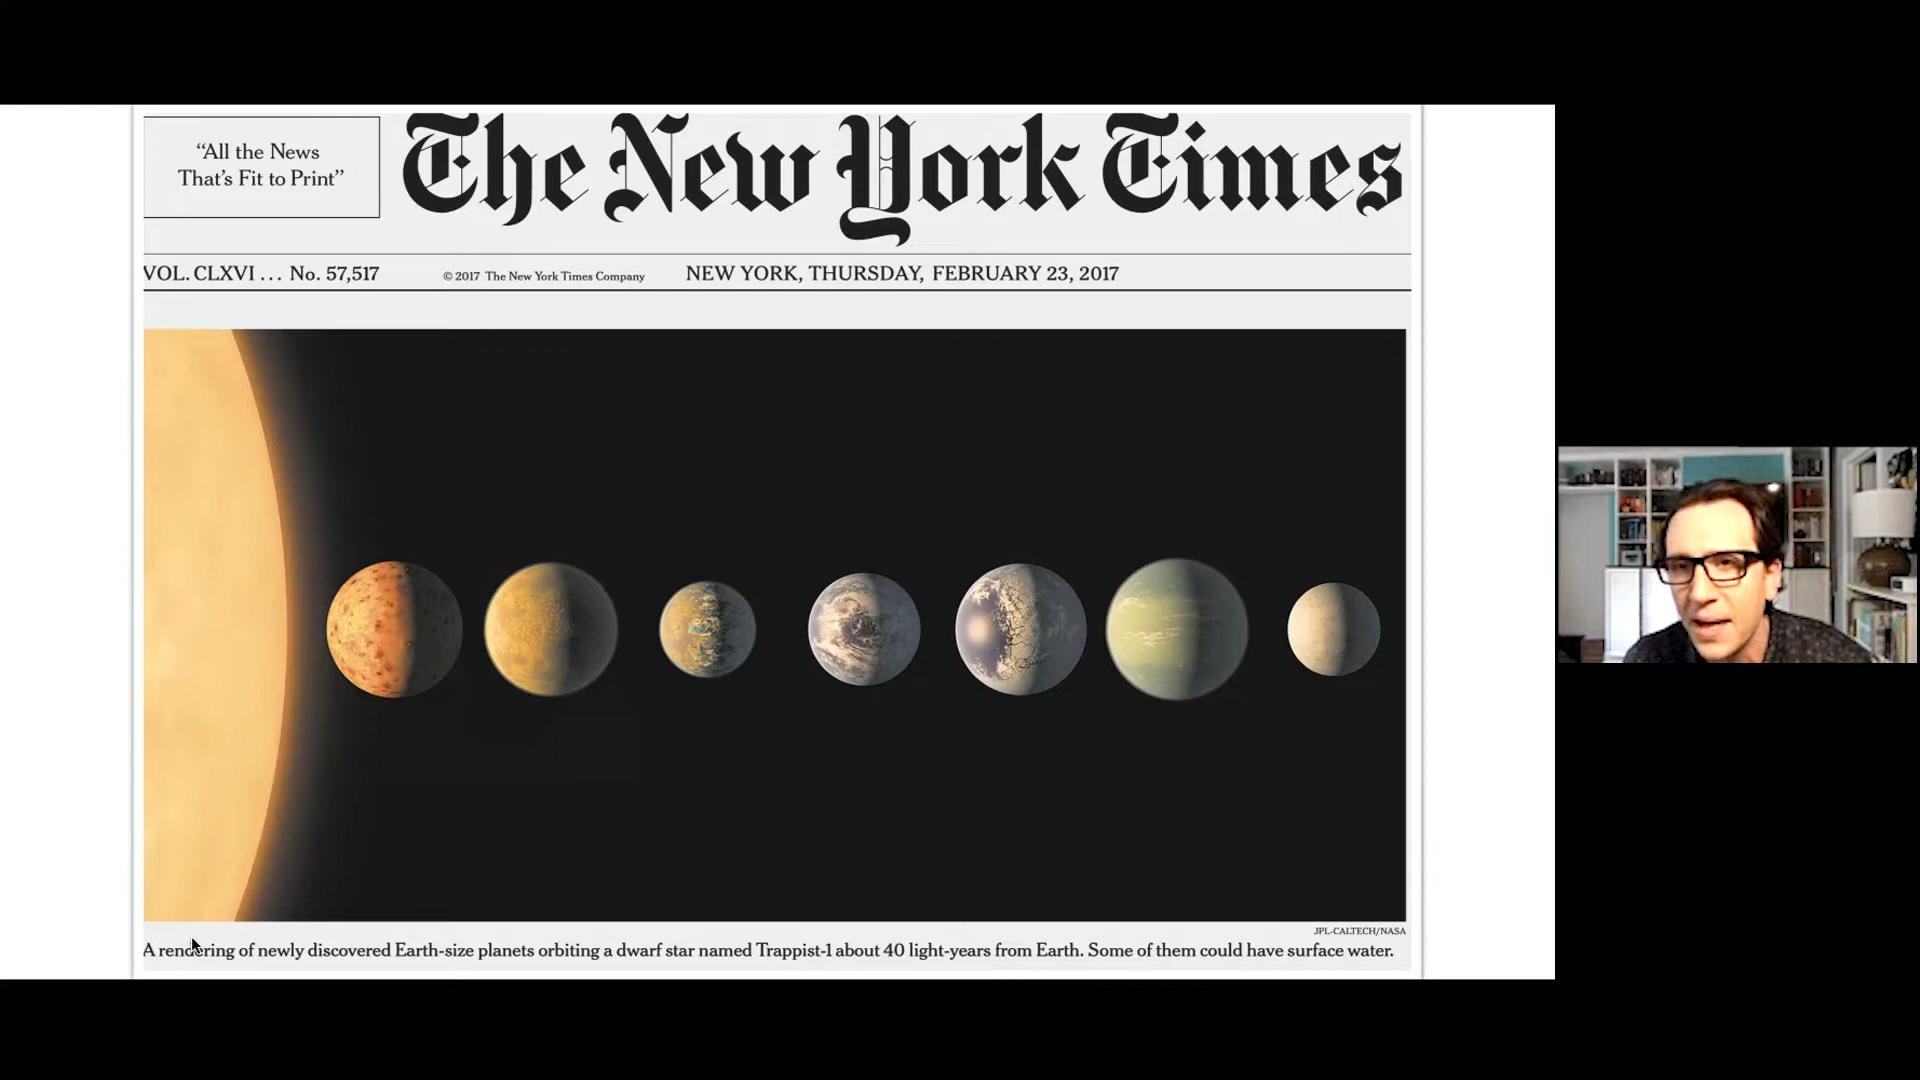 “All the News
That’s Fit to Print”
The New York Times
VOL. CLXVI . . . No. 57,517
© 2017 The New York Times Company
NEW YORK, THURSDAY, FEBRUARY 23, 2017
JPL-CALTECH/NASA
A rendering of newly discovered Earth-size planets orbiting a dwarf star named Trappist-1 about 40 light-years from Earth. Some of them could have surface water.